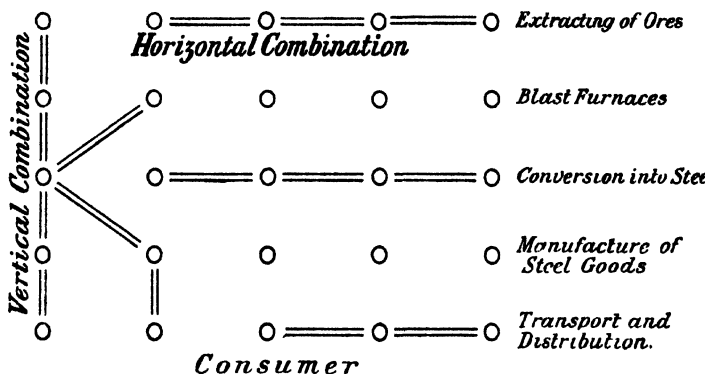 Extracting of Ores
Horizontal Combination
Vertical Combination
Blast Furnaces
Conversion into Stee
Manufacture of
Steel Goods
Transport and
Distribution.
Consumer